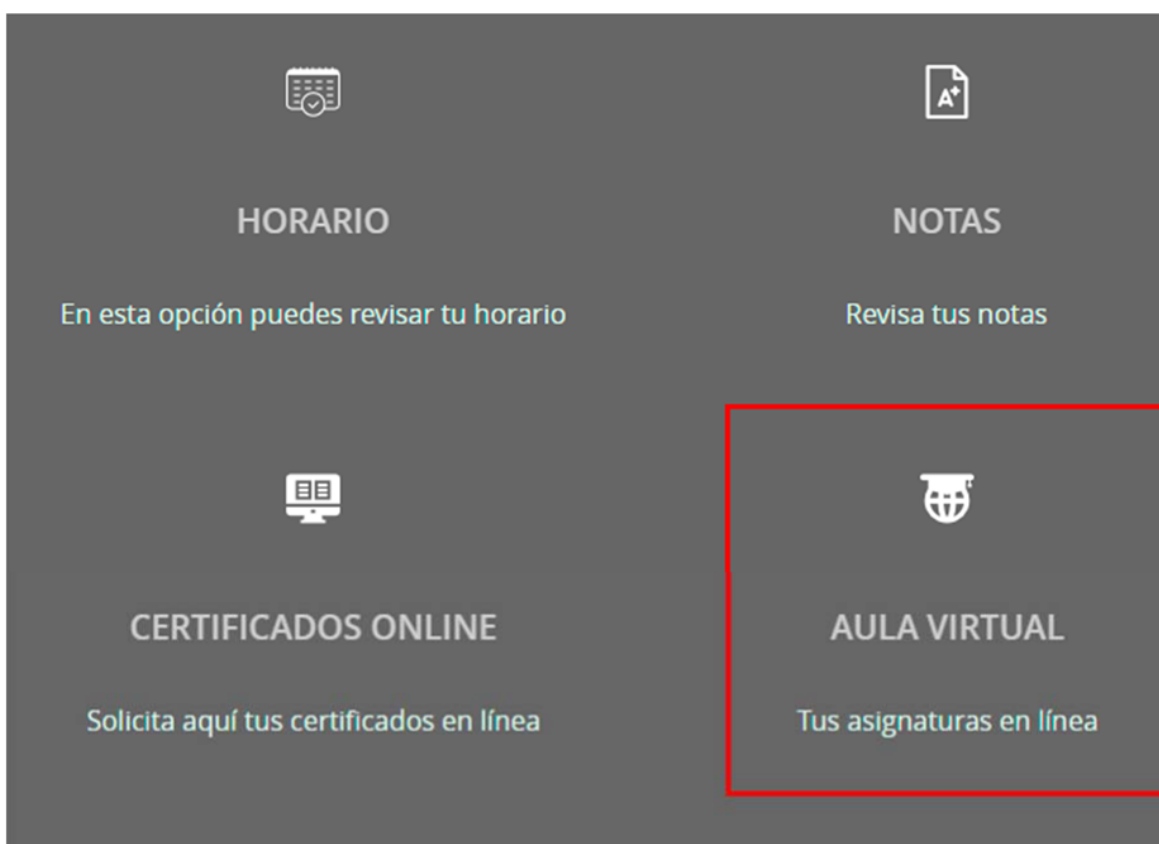 A+
HORARIO
En esta opción puedes revisar tu horario
NOTAS
Revisa tus notas
CERTIFICADOS ONLINE
Solicita aquí tus certificados en línea
AULA VIRTUAL
Tus asignaturas en línea